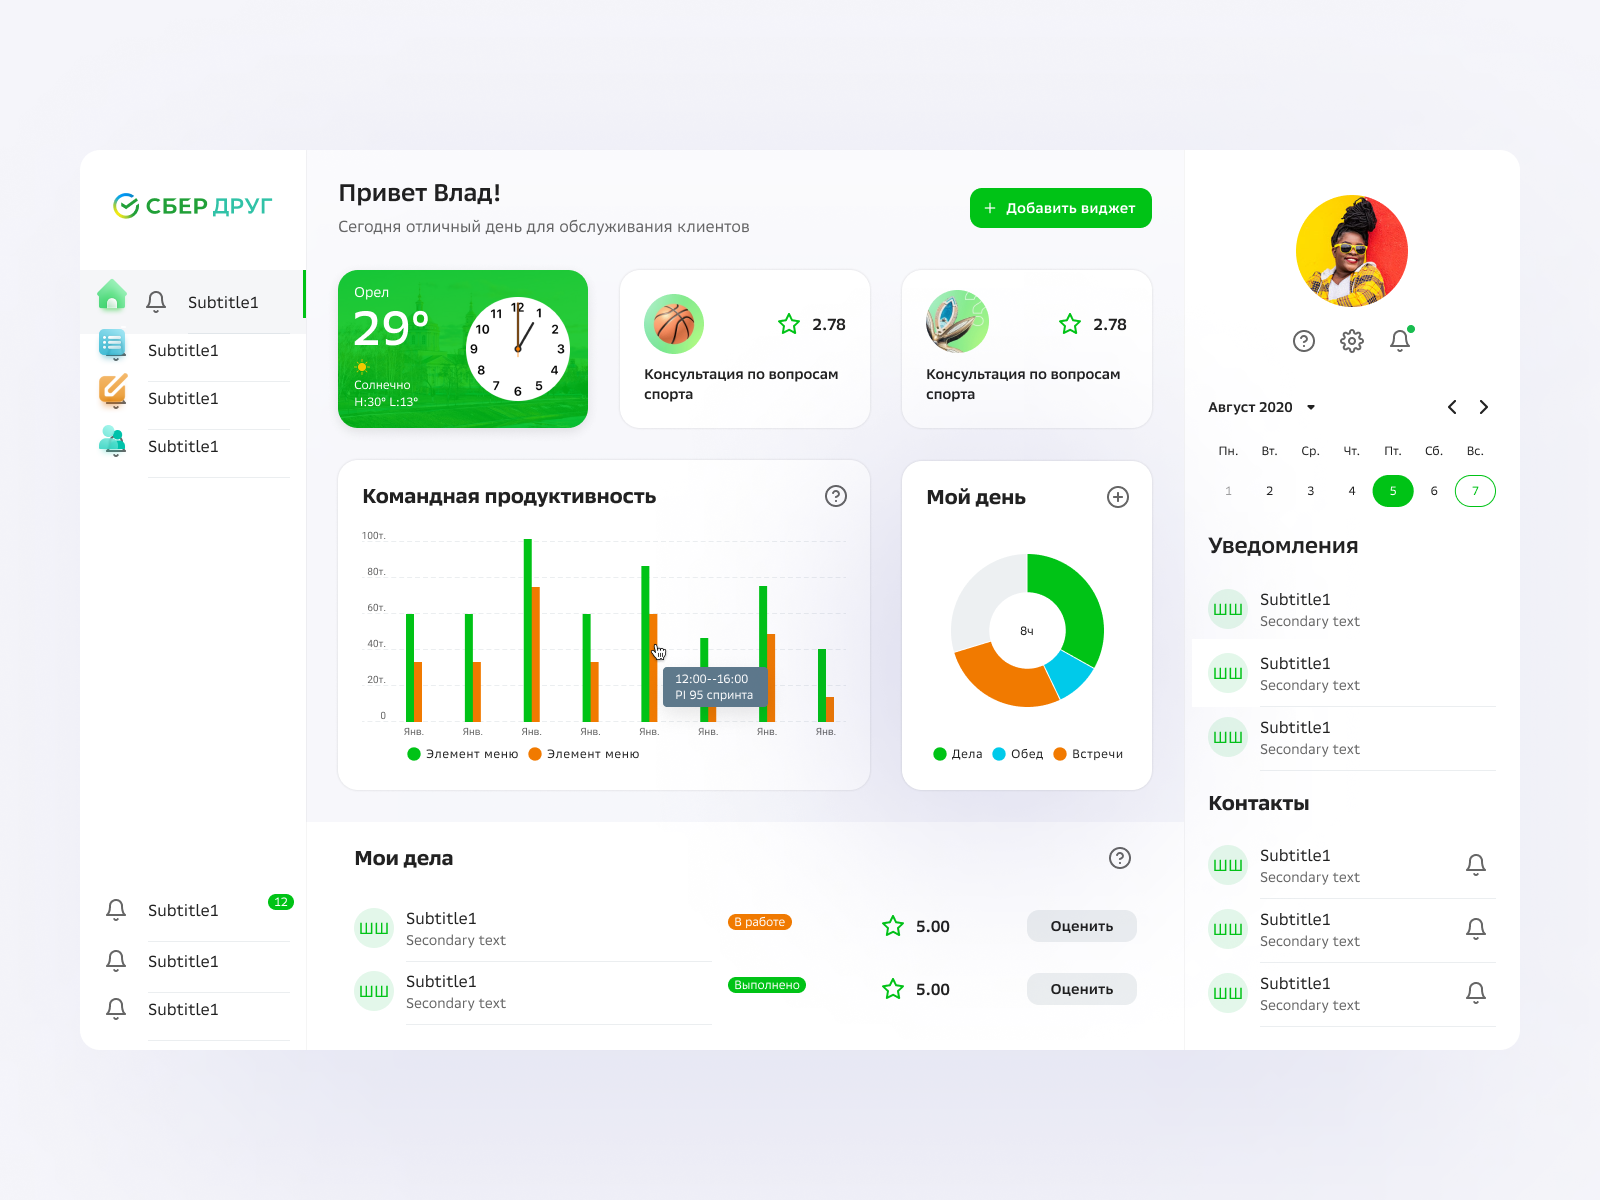 СБЕР ДРУГ
Subtitle1
Subtitle1
Subtitle1
Subtitle1
Subtitle1
12
Subtitle1
Subtitle1
Привет Влад!
Сегодня отличный день для обслуживания клиентов
+ Добавить виджет
Орел
29°
Солнечно
H:30° L:13°
12
1
2
3
4
5
6
7
8
9
10
11
2.78
Консультация по вопросам
спорта
2.78
Консультация по вопросам
спорта
Командная продуктивность
100т.
80т.
60т.
40т.
20т.
0
12:00--16:00
PI 95 спринта
Янв. Янв. Янв. Янв. Янв. Янв. Янв. Янв.
Элемент меню Элемент меню
Мой день
8ч
Дела Обед Встречи
Мои дела
ШШ
Subtitle1
Secondary text
В работе
5.00
Оценить
ШШ
Subtitle1
Secondary text
Выполнено
5.00
Оценить
Август 2020
Пн. Вт. Ср. Чт. Пт. Сб. Вс.
1 2 3 4 5 6 7
Уведомления
ШШ
Subtitle1
Secondary text
ШШ
Subtitle1
Secondary text
ШШ
Subtitle1
Secondary text
Контакты
ШШ
Subtitle1
Secondary text
ШШ
Subtitle1
Secondary text
ШШ
Subtitle1
Secondary text